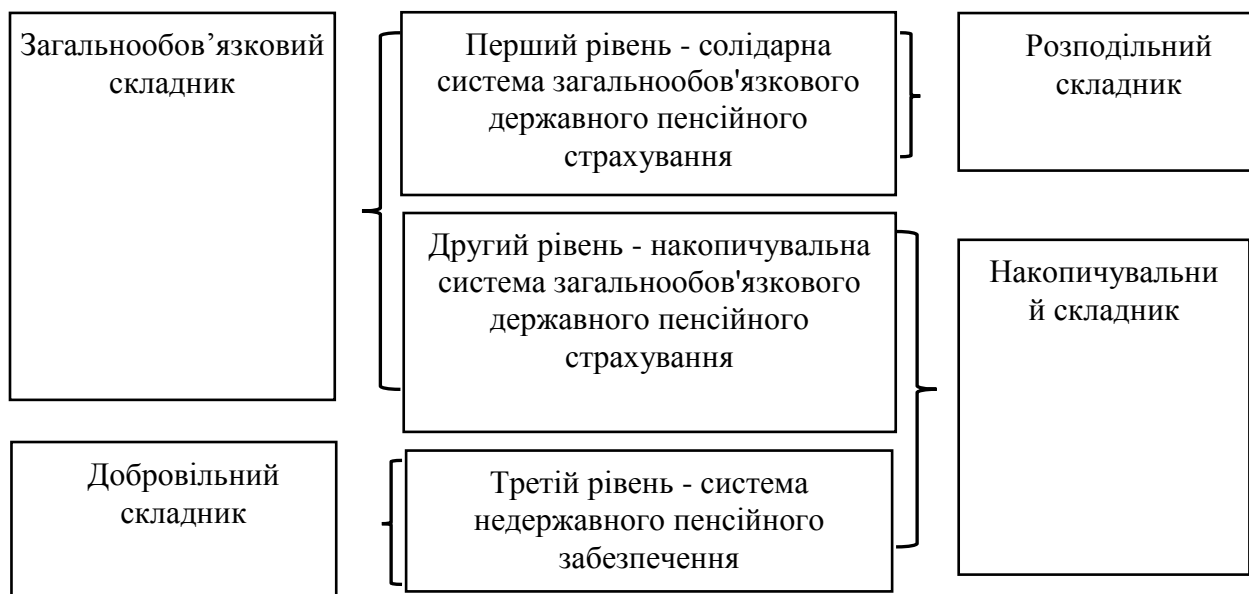 Загальнообов’язковий
складник
Перший рівень - солідарна
система загальнообов'язкового
державного пенсійного
страхування
Розподільний
складник
Другий рівень - накопичувальна
система загальнообов'язкового
державного пенсійного
страхування
Накопичувальни
й складник
Добровільний
складник
Третій рівень - система
недержавного пенсійного
забезпечення